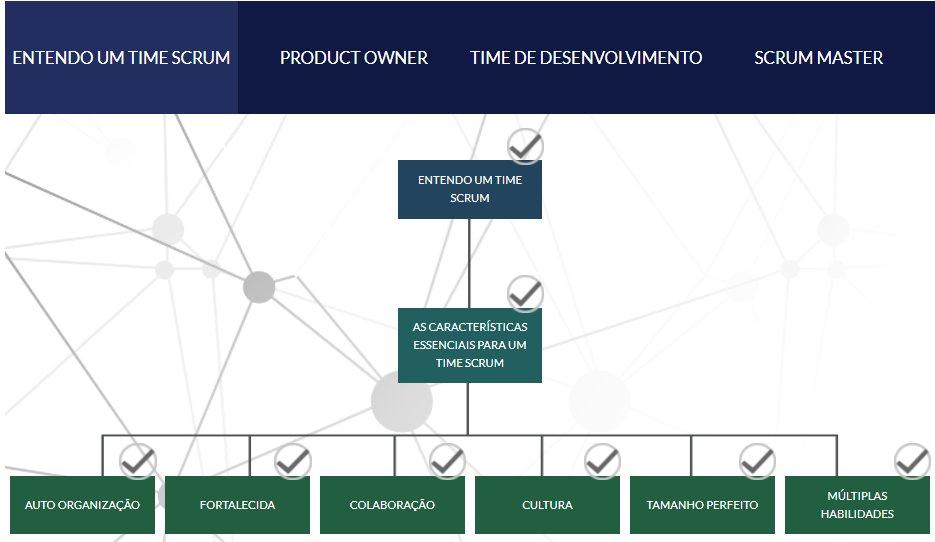 ENTENDO UM TIME SCRUM
PRODUCT OWNER
TIME DE DESENVOLVIMENTO
SCRUM MASTER
ENTENDO UM TIME
SCRUM
AS CARACTERÍSTICAS
ESSENCIAIS PARA UM
TIME SCRUM
AUTO ORGANIZAÇÃO
FORTALECIDA
COLABORAÇÃO
CULTURA
TAMANHO PERFEITO
MÚLTIPLAS
HABILIDADES